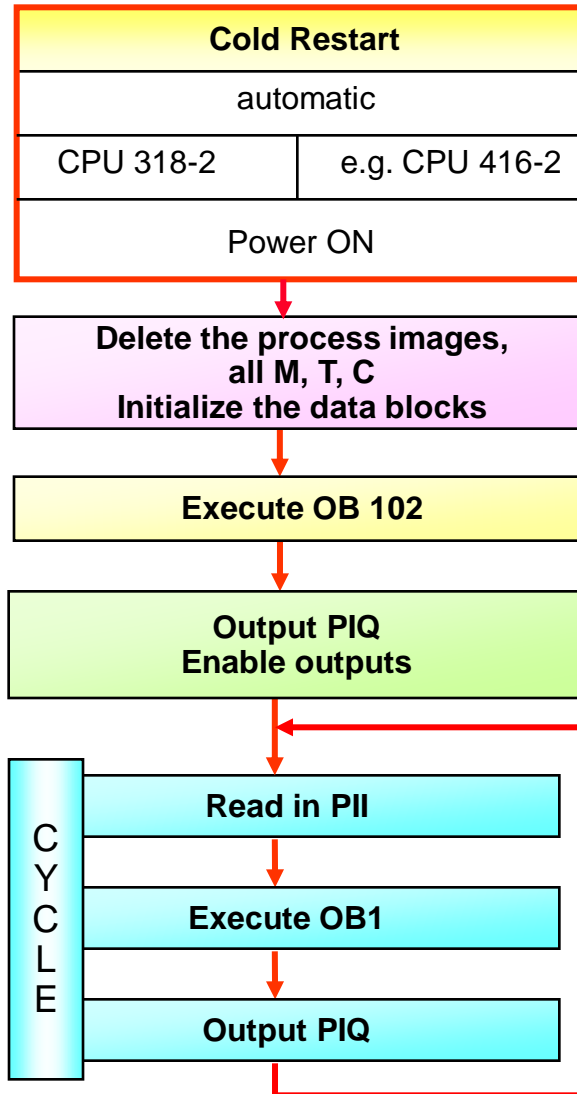 Cold Restart
automatic
CPU 318-2
e.g. CPU 416-2
Power ON
Delete the process images,
all M, T, C
Initialize the data blocks
Execute OB 102
Output PIQ
Enable outputs
CYCLE
Read in PII
Execute OB1
Output PIQ